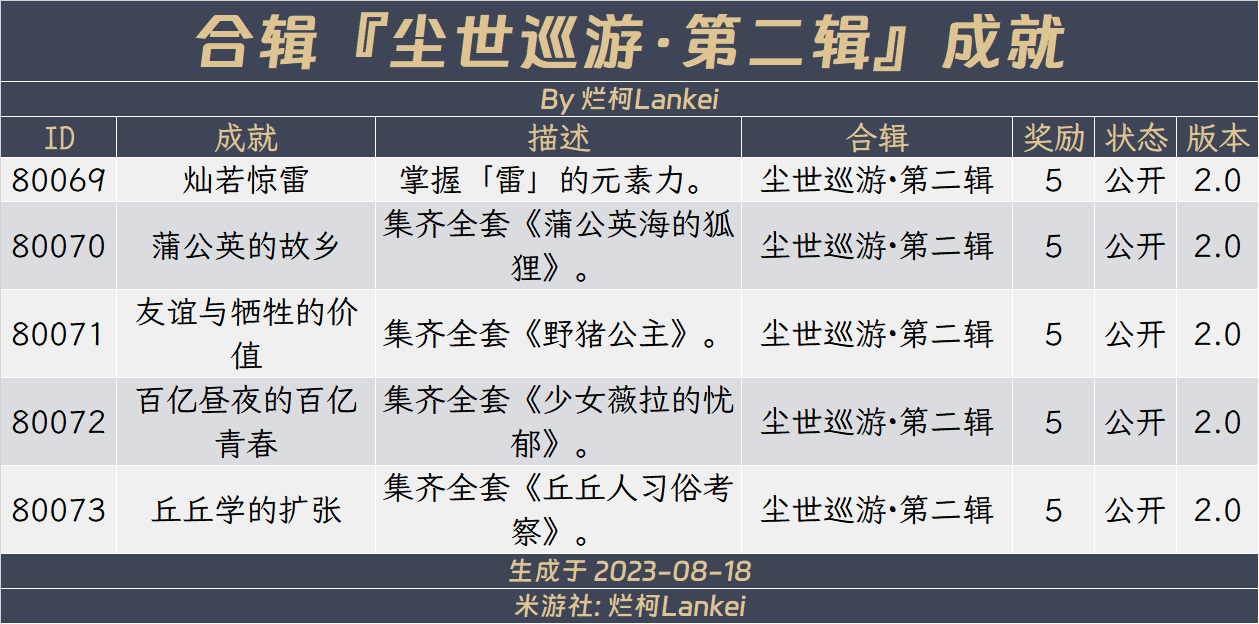 合辑『尘世巡游·第二辑』成就
By 烂柯Lankei
ID 成就 描述 合辑 奖励 状态 版本
80069 灿若惊雷 掌握「雷」的元素力。 尘世巡游·第二辑 5 公开 2.0
80070 蒲公英的故乡 集齐全套《蒲公英海的狐
狸》。 尘世巡游·第二辑 5 公开 2.0
80071 友谊与牺牲的价
值 集齐全套《野猪公主》。 尘世巡游·第二辑 5 公开 2.0
80072 百亿昼夜的百亿
青春 集齐全套《少女薇拉的忧
郁》。 尘世巡游·第二辑 5 公开 2.0
80073 丘丘学的扩张 集齐全套《丘丘人习俗考
察》。 尘世巡游·第二辑 5 公开 2.0
生成于 2023-08-18
米游社: 烂柯Lankei